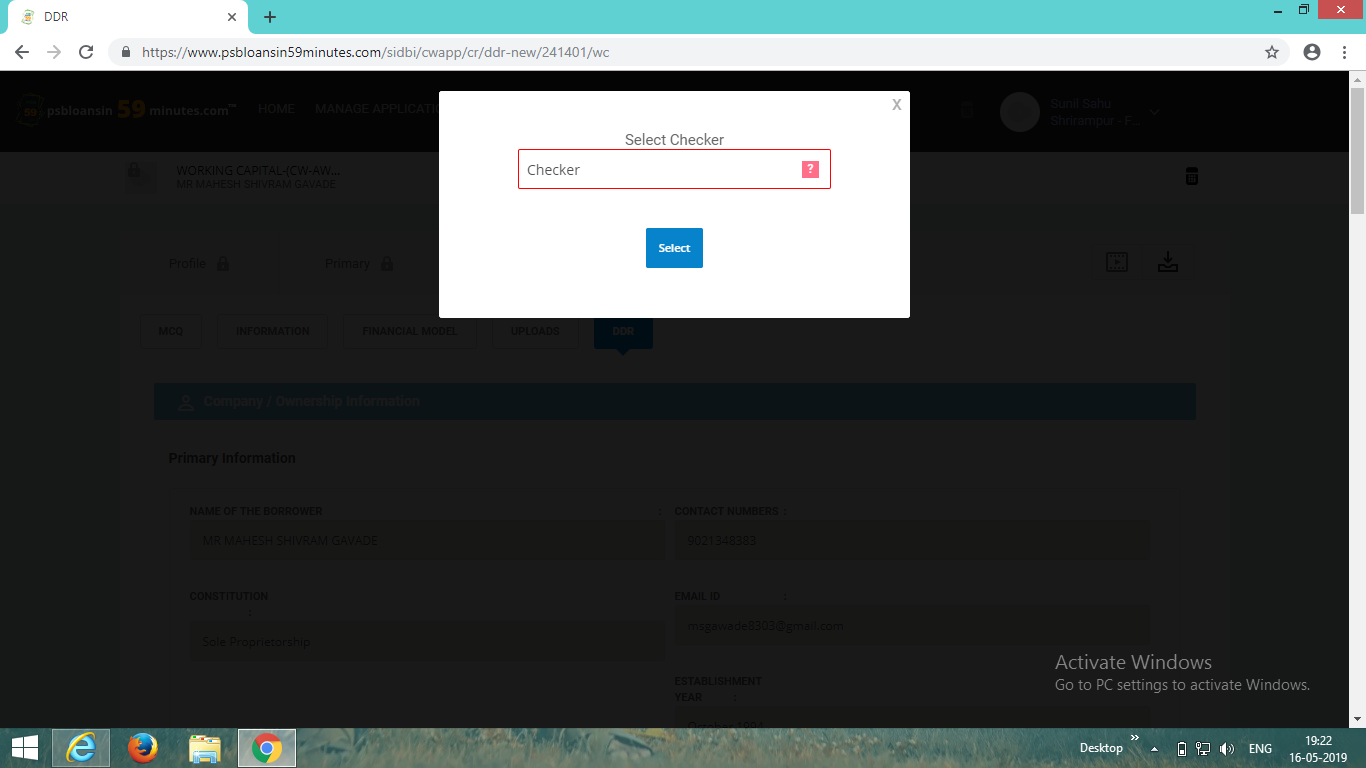 DDR
https://www.psbloansin59minutes.com/sidbi/cwapp/cr/ddr-new/241401/wc
psbloansin 59 minutes.com™
HOME
MANAGE APPLICATI
Sunil Sahu
Shrirampur - F...
WORKING CAPITAL-(CW-AW...
MR MAHESH SHIVRAM GAVADE
X
Select Checker
Checker
?
Select
Profile
Primary
MCQ
INFORMATION
FINANCIAL MODEL
UPLOADS
DDR
Company / Ownership Information
Primary Information
NAME OF THE BORROWER :
MR MAHESH SHIVRAM GAVADE
CONTACT NUMBERS :
9021348383
CONSTITUTION
:
Sole Proprietorship
EMAIL ID :
msgawade8303@gmail.com
ESTABLISHMENT
YEAR :
October 1994
Activate Windows
Go to PC settings to activate Windows.
Desktop
ENG
19:22
16-05-2019